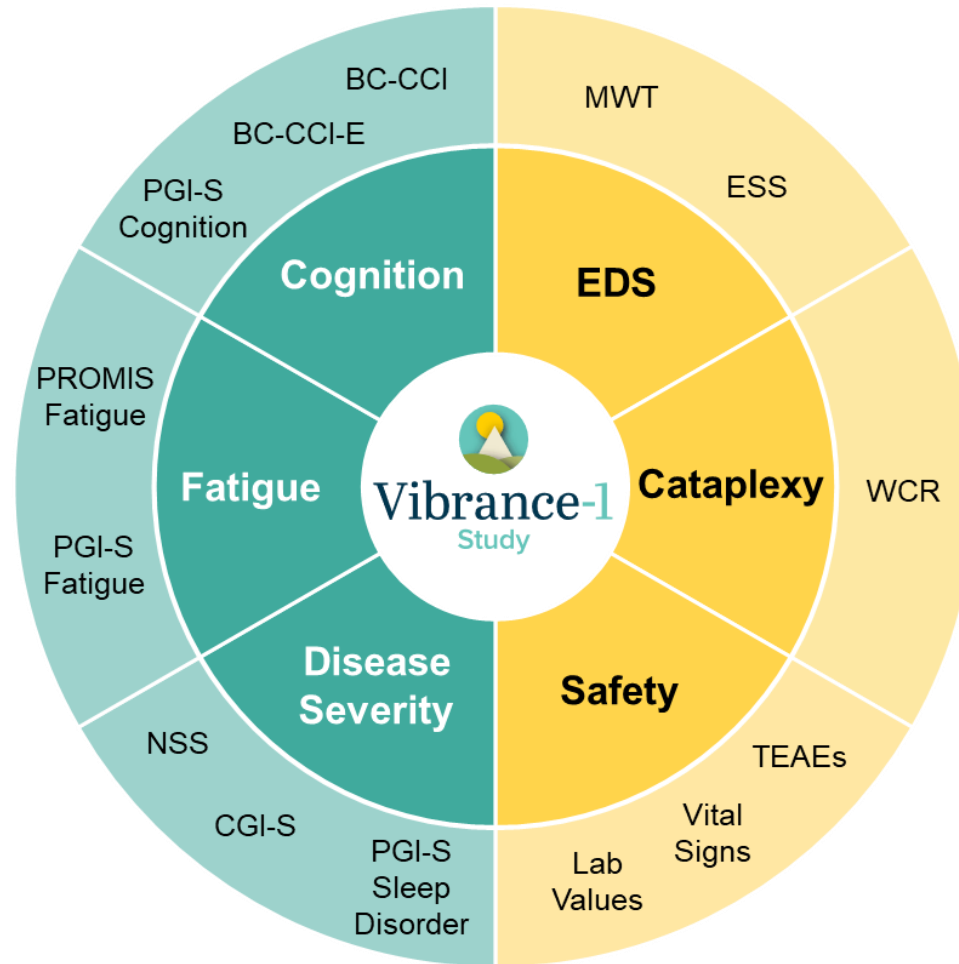 BC-CCI
BC-CCI-E
PGI-S
Cognition
MWT
ESS
Cognition
EDS
PROMIS
Fatigue
PGI-S
Fatigue
Fatigue
Vibrance-1
Study
Cataplexy
WCR
Disease
Severity
Safety
NSS
CGI-S
PGI-S
Sleep
Disorder
TEAEs
Vital
Signs
Lab
Values